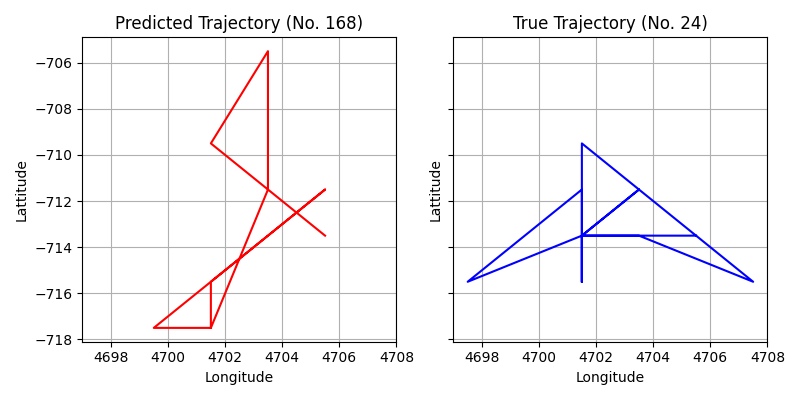 Predicted Trajectory (No. 168)
True Trajectory (No. 24)
−706
−708
−710
−712
−714
−716
−718
Lattitude
Lattitude
4698 4700 4702 4704 4706 4708
4698 4700 4702 4704 4706 4708
Longitude
Longitude